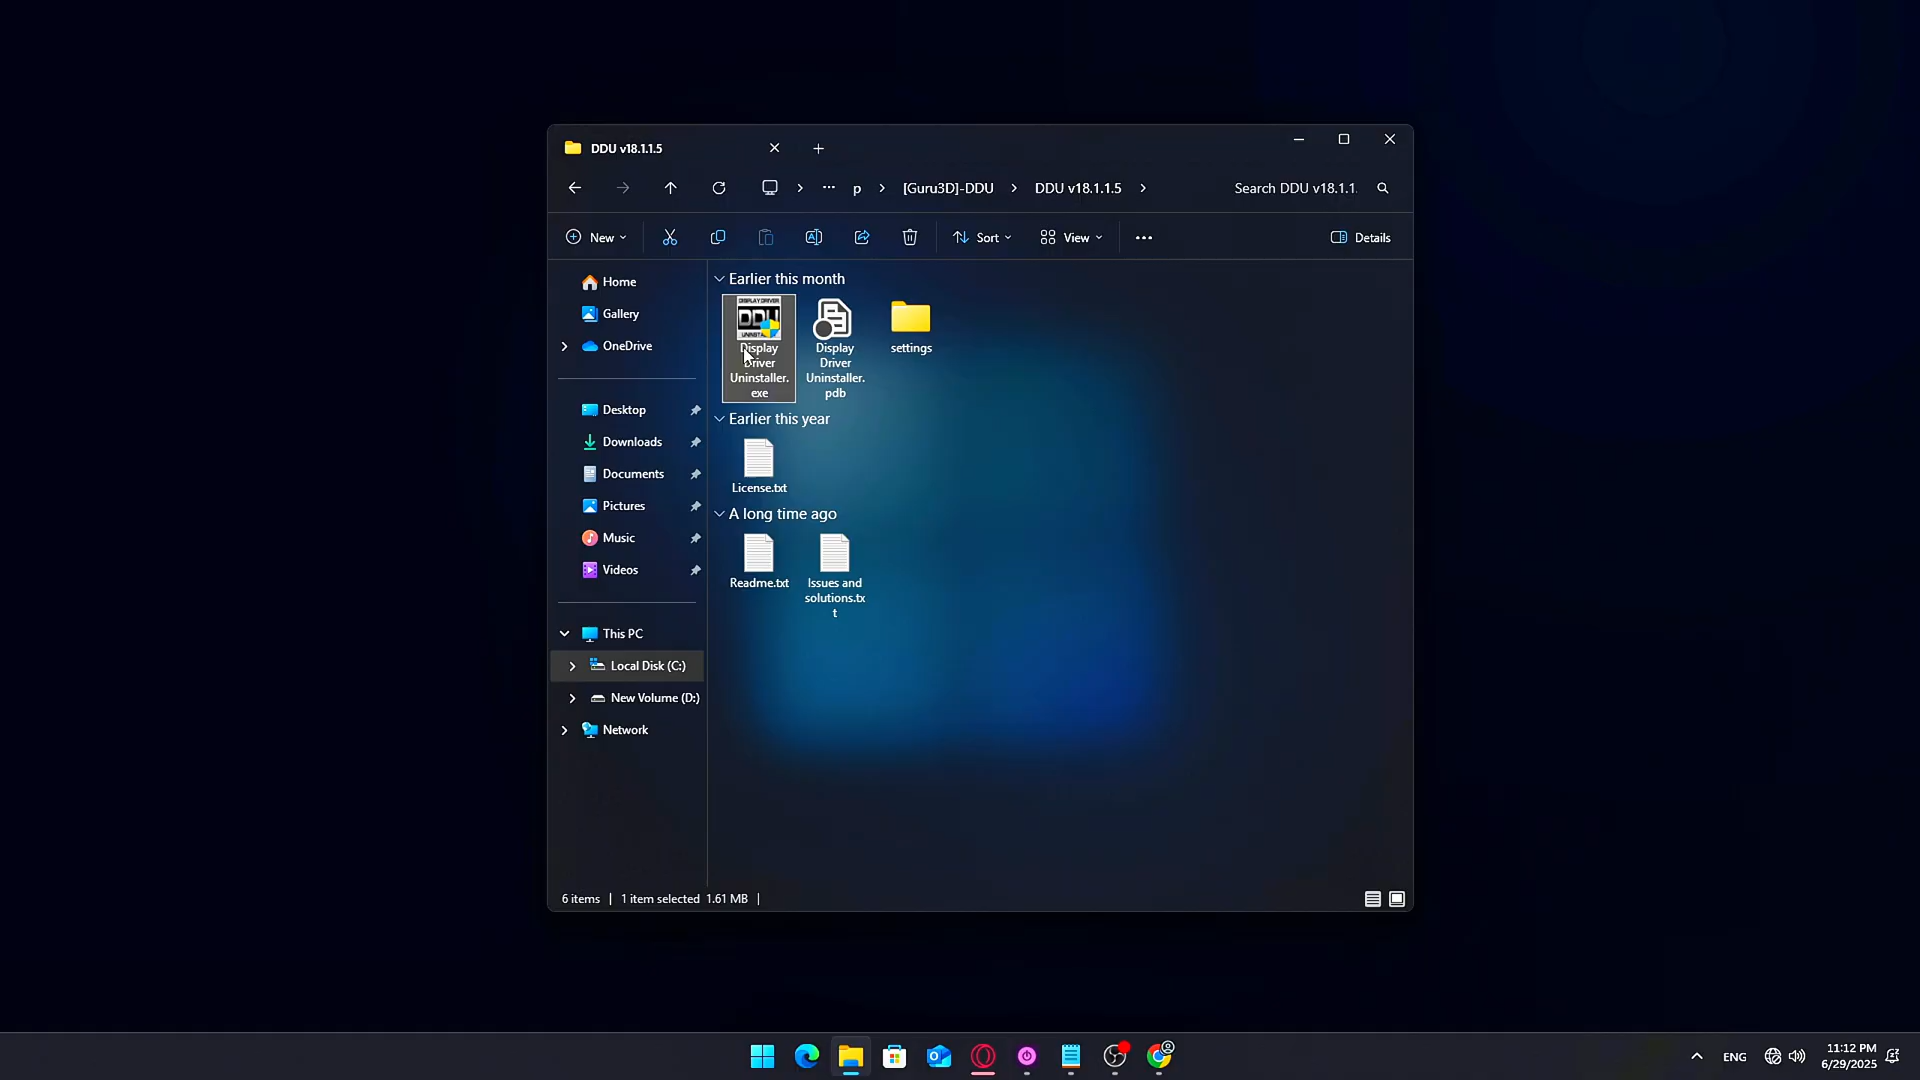 DDU v18.1.1.5
p
[Guru3D]-DDU
DDU v18.1.1.5
Search DDU v18.1.1.
New
Sort
View
Details
Home
Gallery
OneDrive
Desktop
Downloads
Documents
Pictures
Music
Videos
This PC
Local Disk (C:)
New Volume (D:)
Network
Earlier this month
DISPLAY DRIVER
DDU
Display
Driver
Uninstaller.
exe
Display
Driver
Uninstaller.
pdb
settings
Earlier this year
License.txt
A long time ago
Readme.txt
Issues and
solutions.tx
t
6 items
1 item selected 1.61 MB
ENG
11:12 PM
6/29/2025